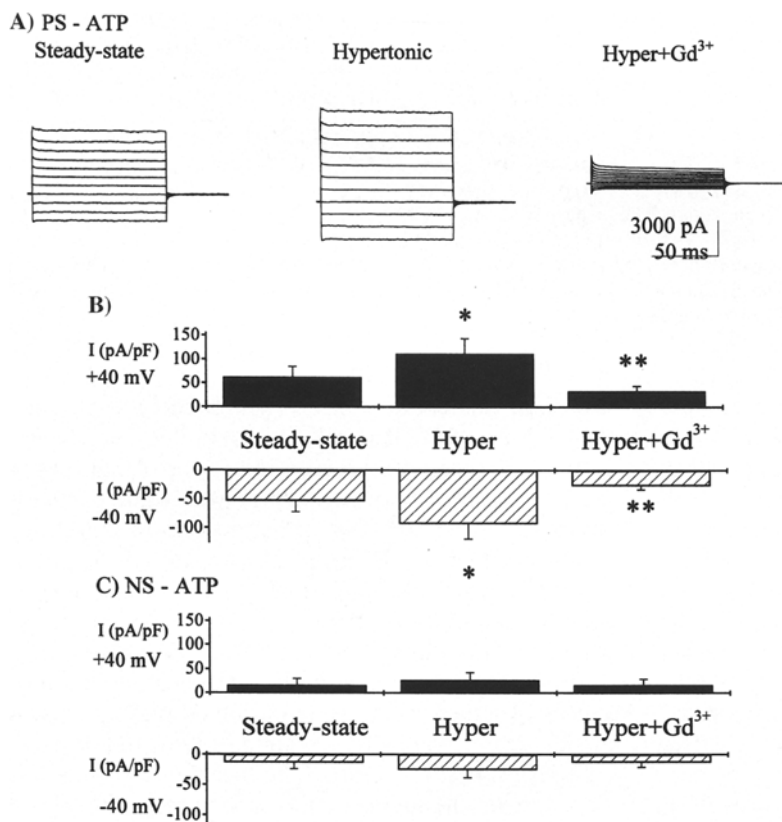 A) PS - ATP
Steady-state Hypertonic Hyper+Gd³⁺
3000 pA
50 ms
B)
I (pA/pF)
+40 mV
150
100
50
0
*
**
Steady-state Hyper Hyper+Gd³⁺
I (pA/pF)
-40 mV
0
-50
-100
*
**
C) NS - ATP
I (pA/pF)
+40 mV
150
100
50
0
Steady-state Hyper Hyper+Gd³⁺
I (pA/pF)
-40 mV
0
-50
-100